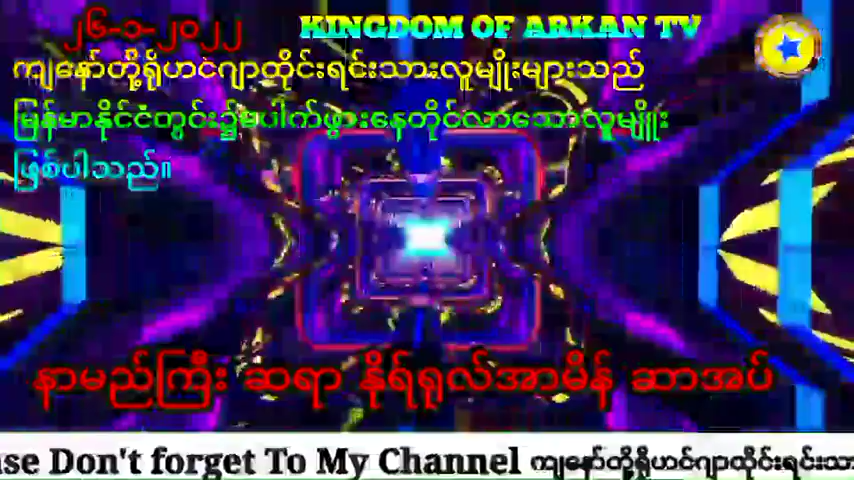 ၂၆-၁-၂၀၂၂
KINGDOM OF ARKAN TV
ကျနော်တို့ရိုဟင်ဂျာတိုင်းရင်းသားလူမျိုးများသည်
မြန်မာနိုင်ငံတွင်း၌မပါက်ဖွားနေတိုင်လာသောလူမျိူး
ဖြစ်ပါသည်။
နာမည်ကြီး ဆရာ နိုရ်ရုလ်အာမိန် ဆာအပ်
se Don't forget To My Channel ကျနော်တို့ရိုဟင်ဂျာတိုင်းရင်းသာ